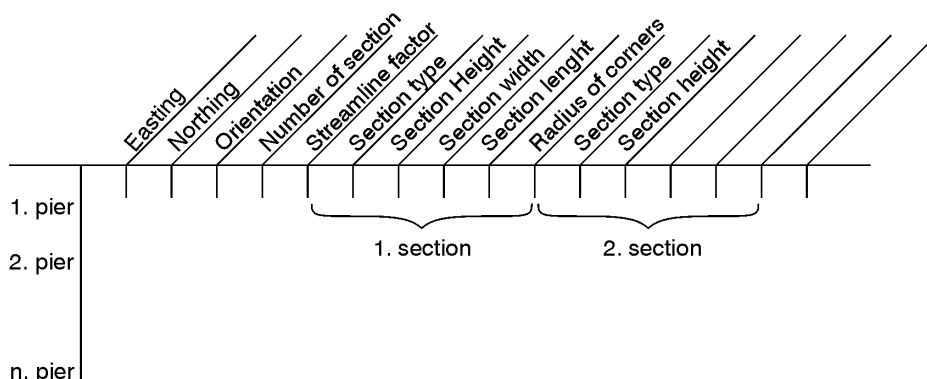 Easting
Northing
Orientation
Number of section
Streamline factor
Section type
Section Height
Section width
Section lenght
Radius of corners
Section type
Section height
1. pier
1. section
2. section
2. pier
n. pier